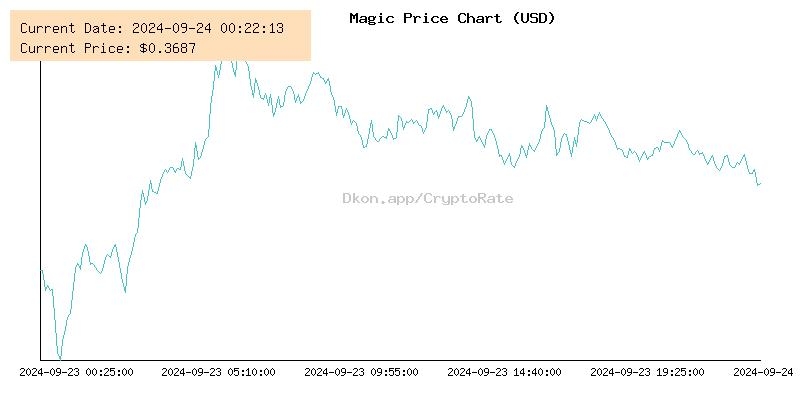 Magic Price Chart (USD)
Current Date: 2024-09-24 00:22:13
Current Price: $0.3687
Dkon.app/CryptoRate
2024-09-23 00:25:00 2024-09-23 05:10:00 2024-09-23 09:55:00 2024-09-23 14:40:00 2024-09-23 19:25:00 2024-09-24